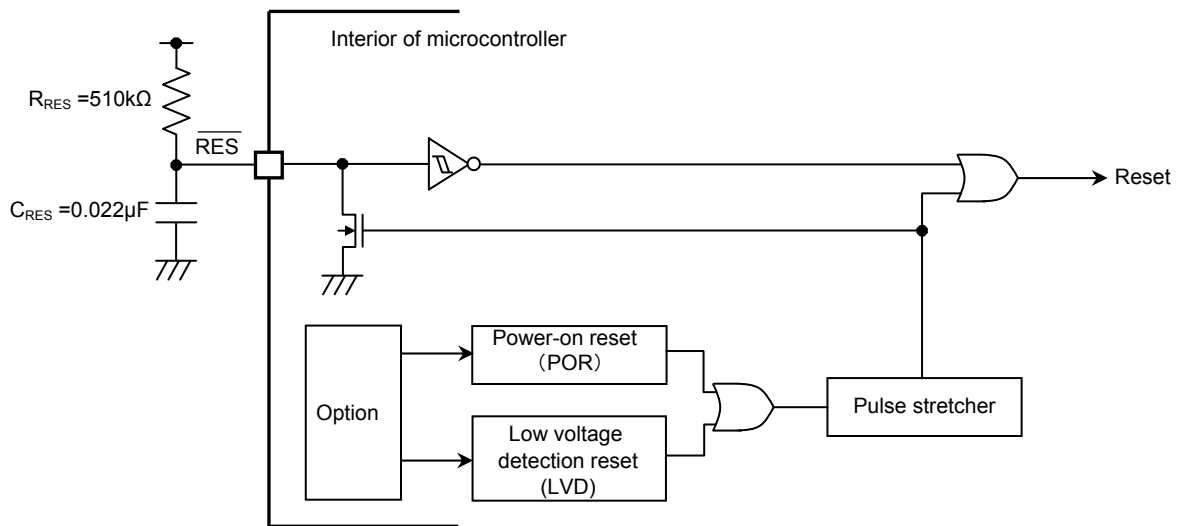 Interior of microcontroller
RRES =510kΩ
RES
CRES =0.022µF
Reset
Power-on reset
（POR）
Option
Low voltage
detection reset
(LVD)
Pulse stretcher